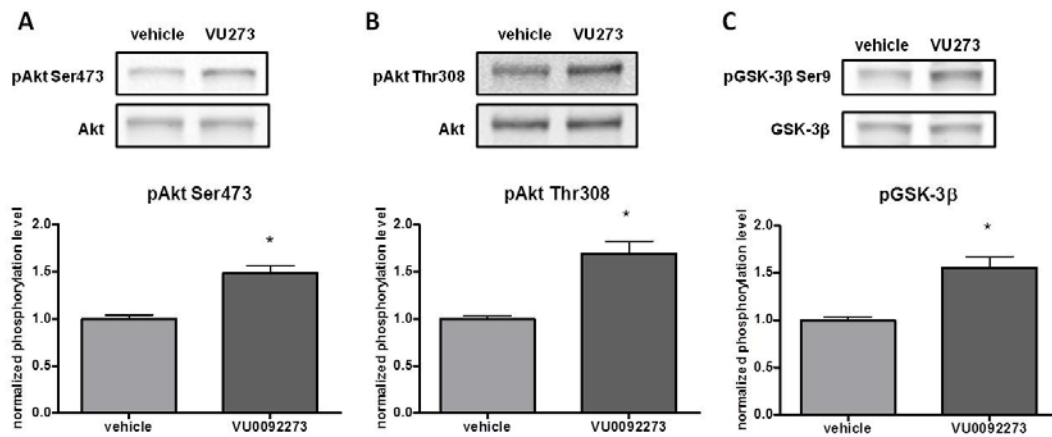 A
vehicle VU273
pAkt Ser473
Akt
pAkt Ser473
normalized phosphorylation level
2.0
1.5
1.0
0.5
0.0
*
vehicle VU0092273
B
vehicle VU273
pAkt Thr308
Akt
pAkt Thr308
normalized phosphorylation level
2.0
1.5
1.0
0.5
0.0
*
vehicle VU0092273
C
vehicle VU273
pGSK-3β Ser9
GSK-3β
pGSK-3β
normalized phosphorylation level
2.0
1.5
1.0
0.5
0.0
*
vehicle VU0092273